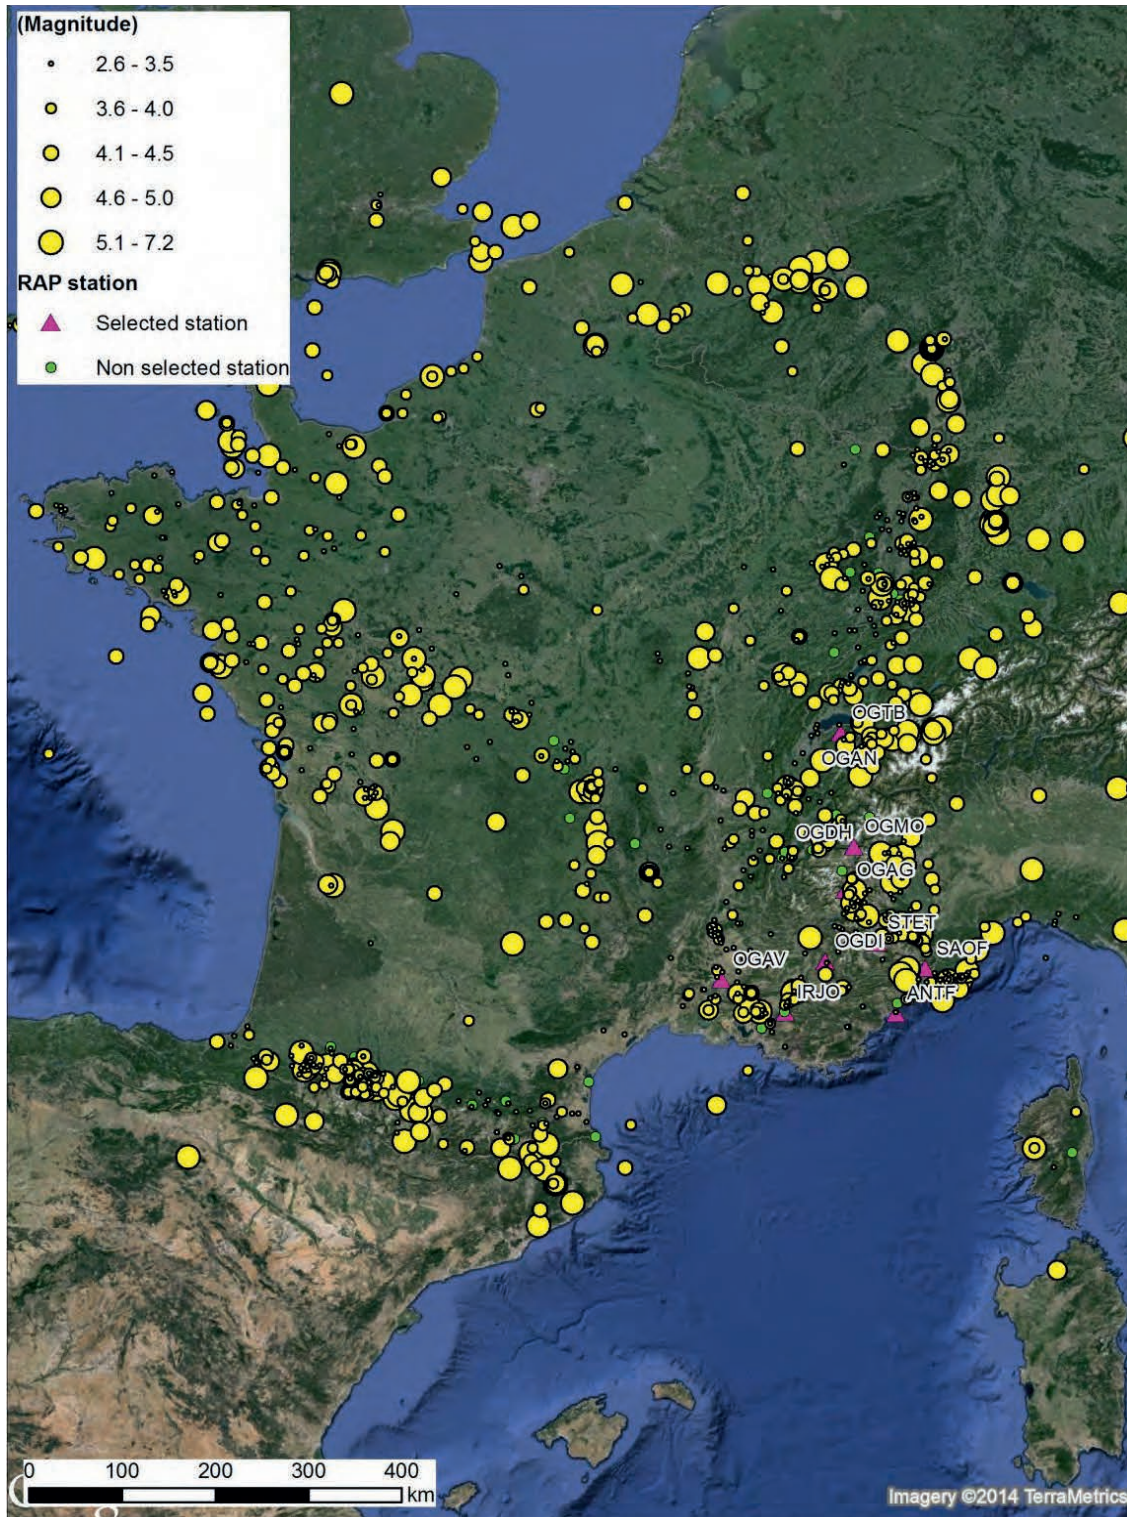 (Magnitude)
2.6 - 3.5
3.6 - 4.0
4.1 - 4.5
4.6 - 5.0
5.1 - 7.2
RAP station
Selected station
Non selected station
OGTB
OGAN
OGDH
OGMO
OGAG
STET
OGDI
SAOF
OGAV
IRJO
ANTF
0 100 200 300 400
km
Imagery ©2014 TerraMetrics